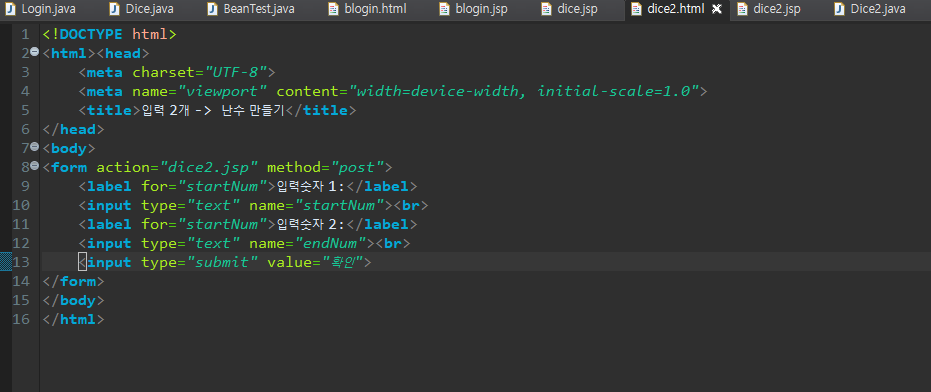 Login.java Dice.java BeanTest.java blogin.html blogin.jsp dice.jsp dice2.html dice2.jsp Dice2.java
1 <!DOCTYPE html>
2 <html><head>
3 <meta charset="UTF-8">
4 <meta name="viewport" content="width=device-width, initial-scale=1.0">
5 <title>입력 2개 -> 난수 만들기</title>
6 </head>
7 <body>
8 <form action="dice2.jsp" method="post">
9 <label for="startNum">입력숫자 1:</label>
10 <input type="text" name="startNum"><br>
11 <label for="startNum">입력숫자 2:</label>
12 <input type="text" name="endNum"><br>
13 <input type="submit" value="확인">
14 </form>
15 </body>
16 </html>